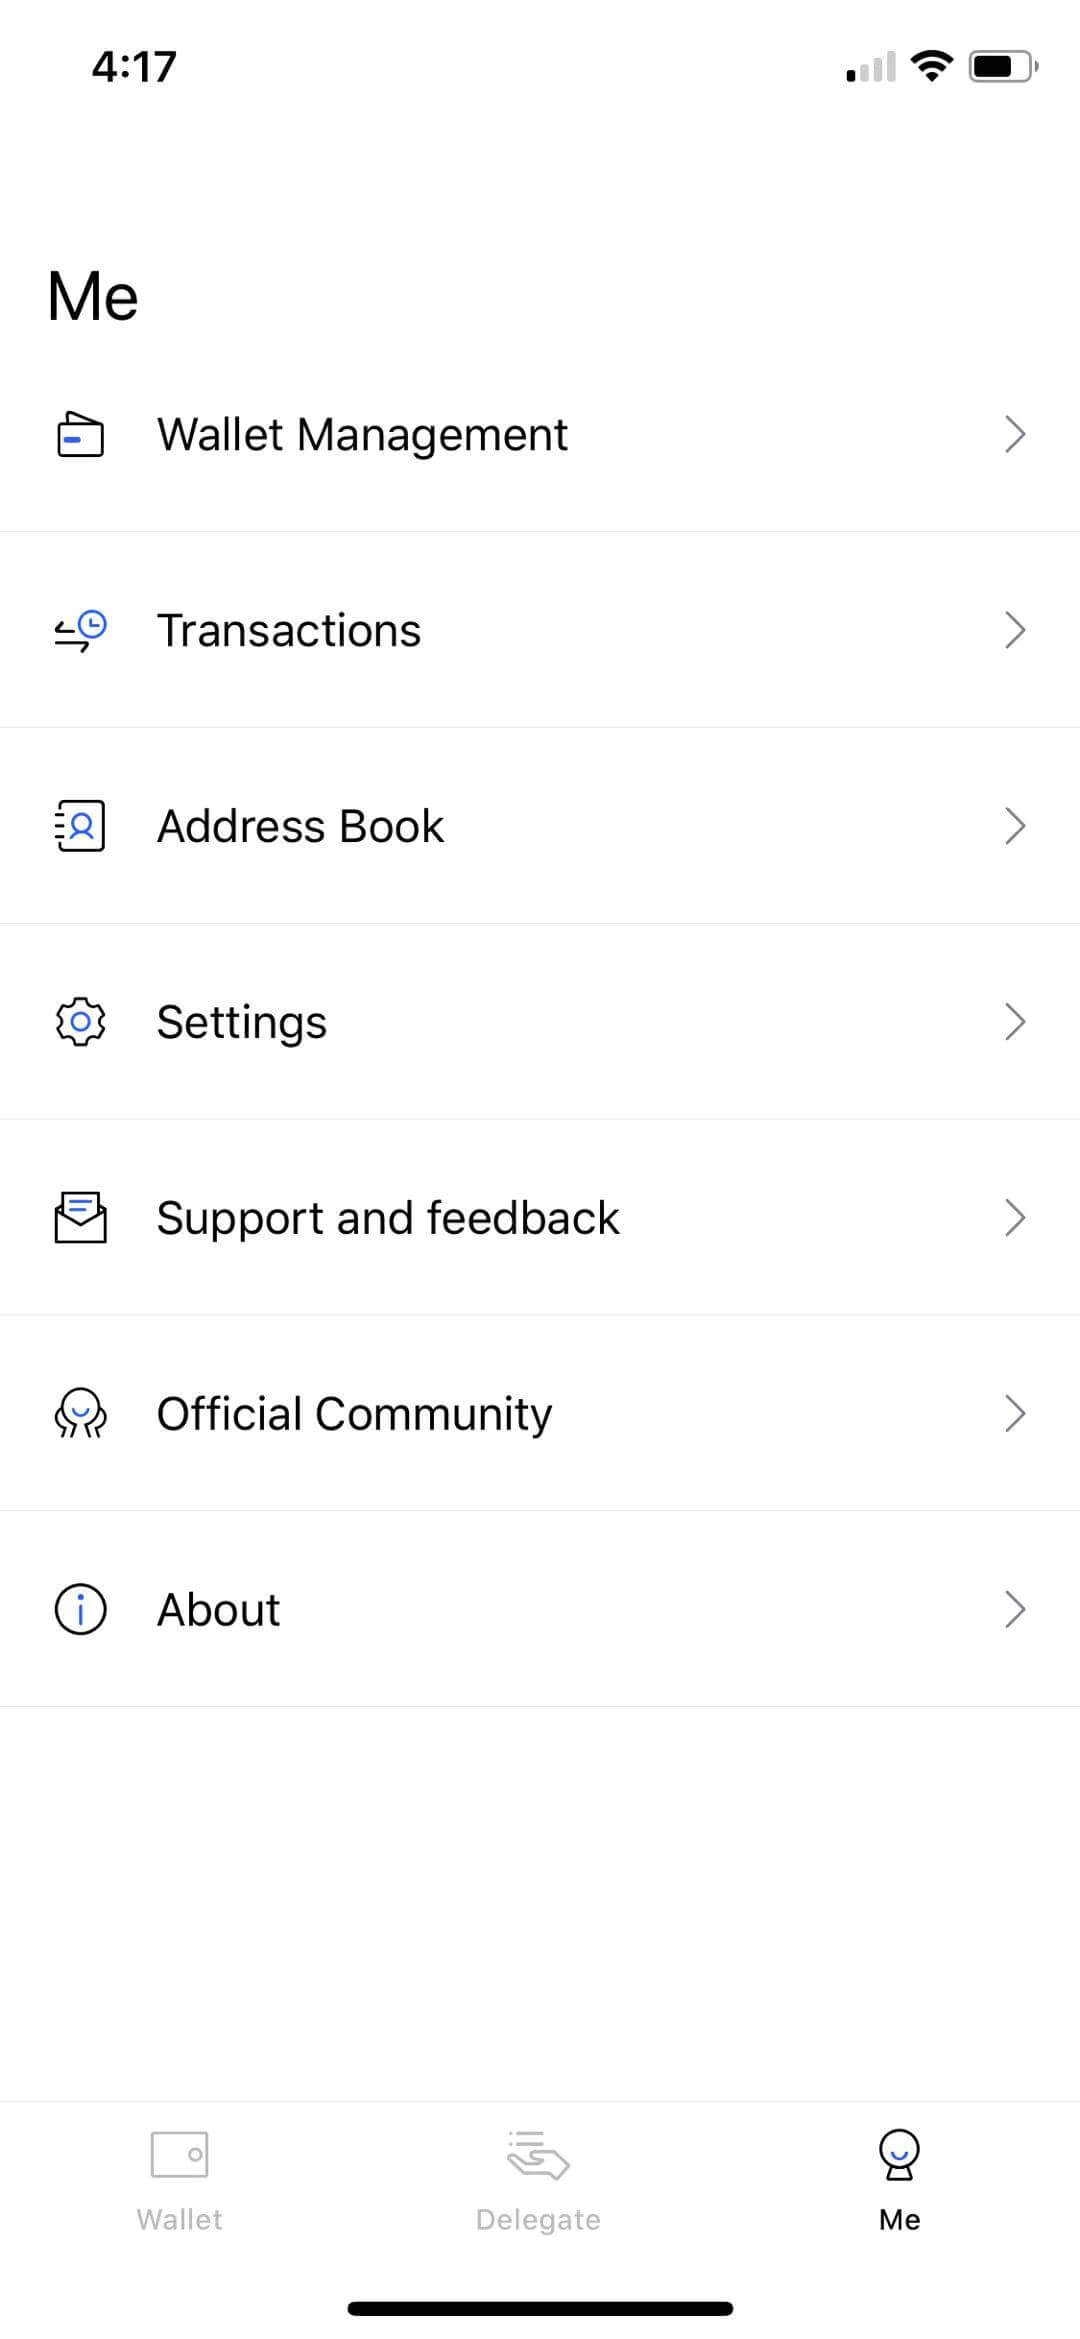 4:17
Me
Wallet Management
Transactions
Address Book
Settings
Support and feedback
Official Community
About
Wallet
Delegate
Me